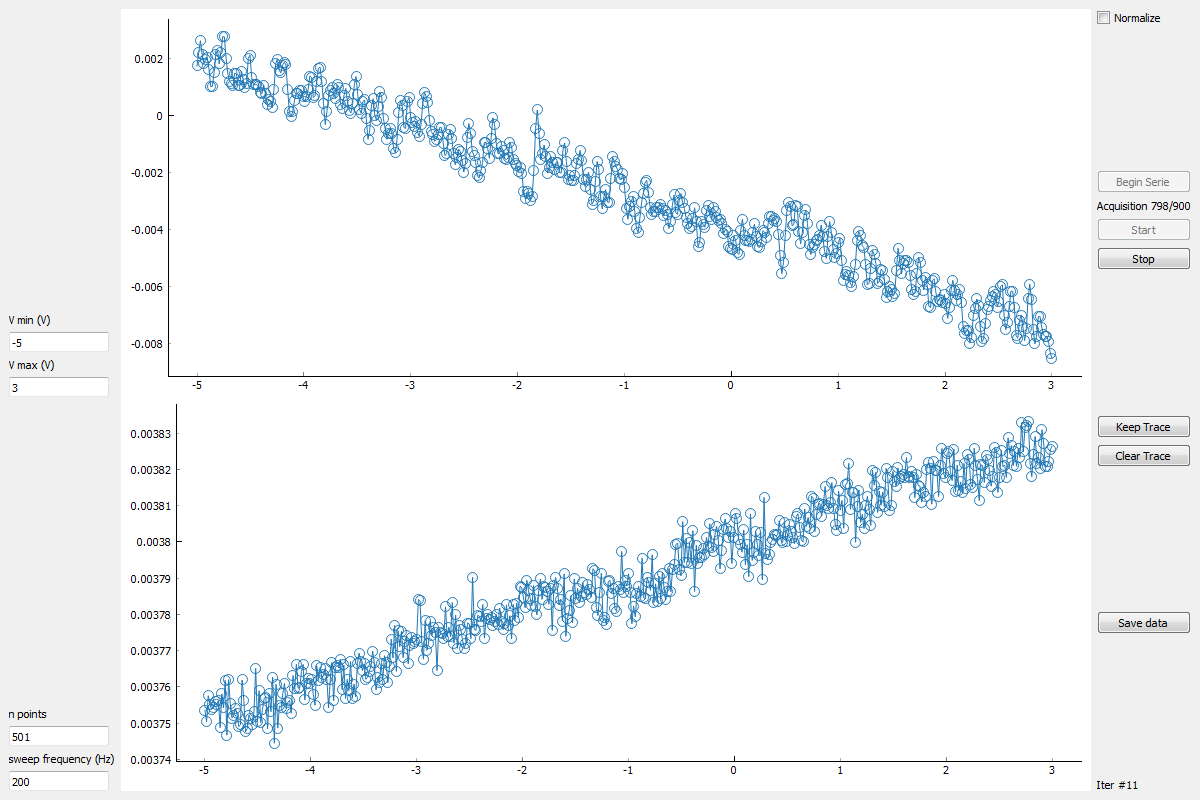 Normalize
0.002
0
-0.002
-0.004
-0.006
-0.008
-5 -4 -3 -2 -1 0 1 2 3
Begin Serie
Acquisition 798/900
Start
Stop
V min (V)
-5
V max (V)
3
0.00383
0.00382
0.00381
0.0038
0.00379
0.00378
0.00377
0.00376
0.00375
0.00374
-5 -4 -3 -2 -1 0 1 2 3
Keep Trace
Clear Trace
Save data
n points
501
sweep frequency (Hz)
200
Iter #11